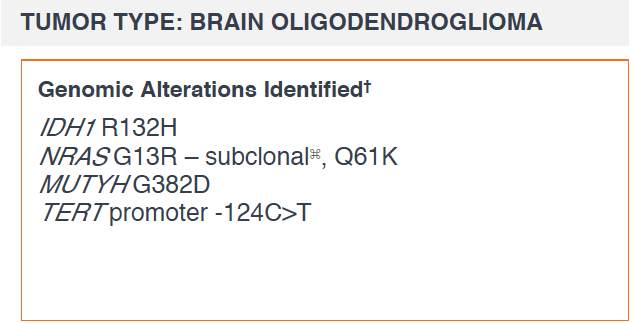 TUMOR TYPE: BRAIN OLIGODENDROGLIOMA
Genomic Alterations Identified†
IDH1 R132H
NRAS G13R – subclonal⌘, Q61K
MUTYH G382D
TERT promoter -124C>T